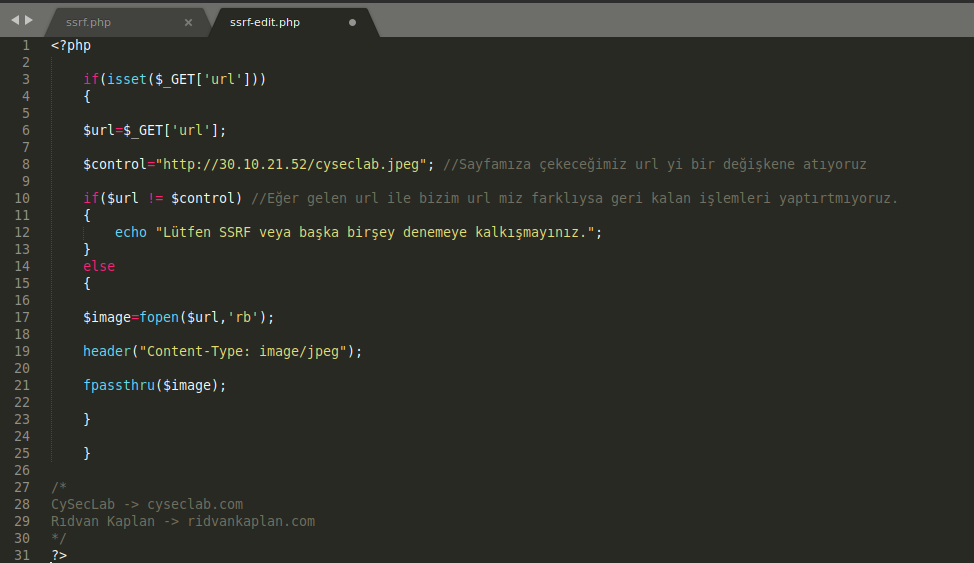 ssrf.php × ssrf-edit.php
1 <?php
2
3 if(isset($_GET['url']))
4 {
5
6 $url=$_GET['url'];
7
8 $control="http://30.10.21.52/cyseclab.jpeg"; //Sayfamıza çekeceğimiz url yi bir değişkene atıyoruz
9
10 if($url != $control) //Eğer gelen url ile bizim url miz farklıysa geri kalan işlemleri yaptırtmıyoruz.
11 {
12 echo "Lütfen SSRF veya başka birşey denemeye kalkışmayınız.";
13 }
14 else
15 {
16
17 $image=fopen($url,'rb');
18
19 header("Content-Type: image/jpeg");
20
21 fpassthru($image);
22
23 }
24
25 }
26
27 /*
28 CySecLab -> cyseclab.com
29 Rıdvan Kaplan -> ridvankaplan.com
30 */
31 ?>